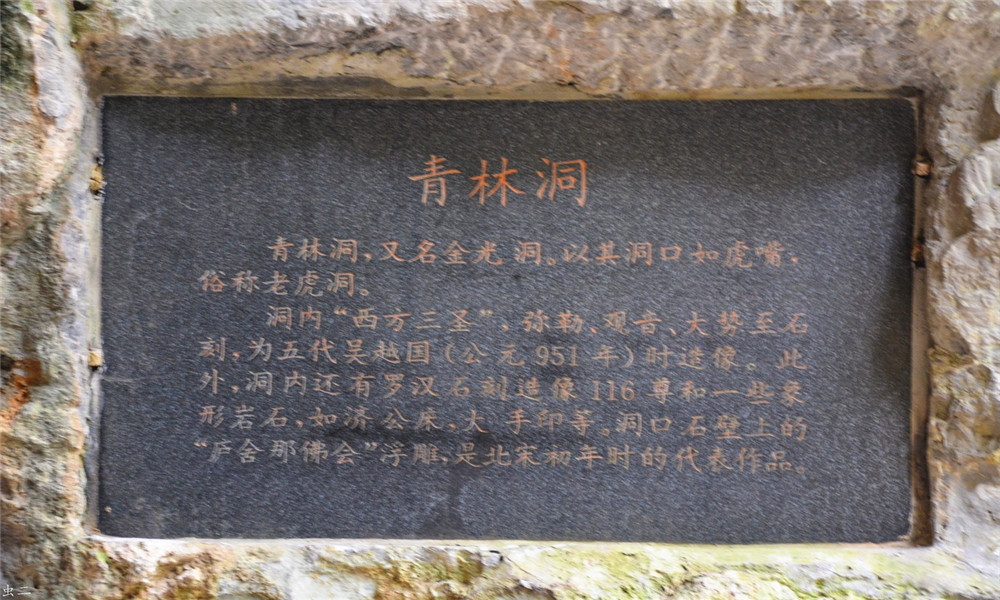 青林洞
青林洞，又名金光洞。以其洞口如虎嘴，
俗称老虎洞。
洞内“西方三圣”，弥勒、观音、大势至石
刻，为五代吴越国（公元951年）时造像。此
外，洞内还有罗汉石刻造像116尊和一些象
形岩石，如济公床，大手印等。洞口石壁上的
“庐舍那佛会”浮雕，是北宋初年时的代表作品。
虫二